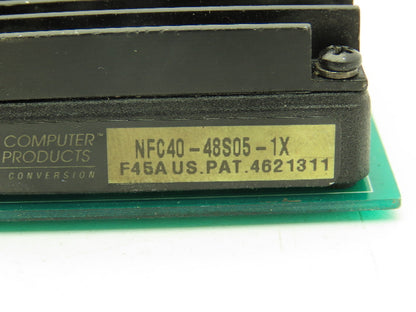 COMPUTER™
PRODUCTS
CONVERSION
NFC40-48S05-1X
F45A US.PAT.4621311